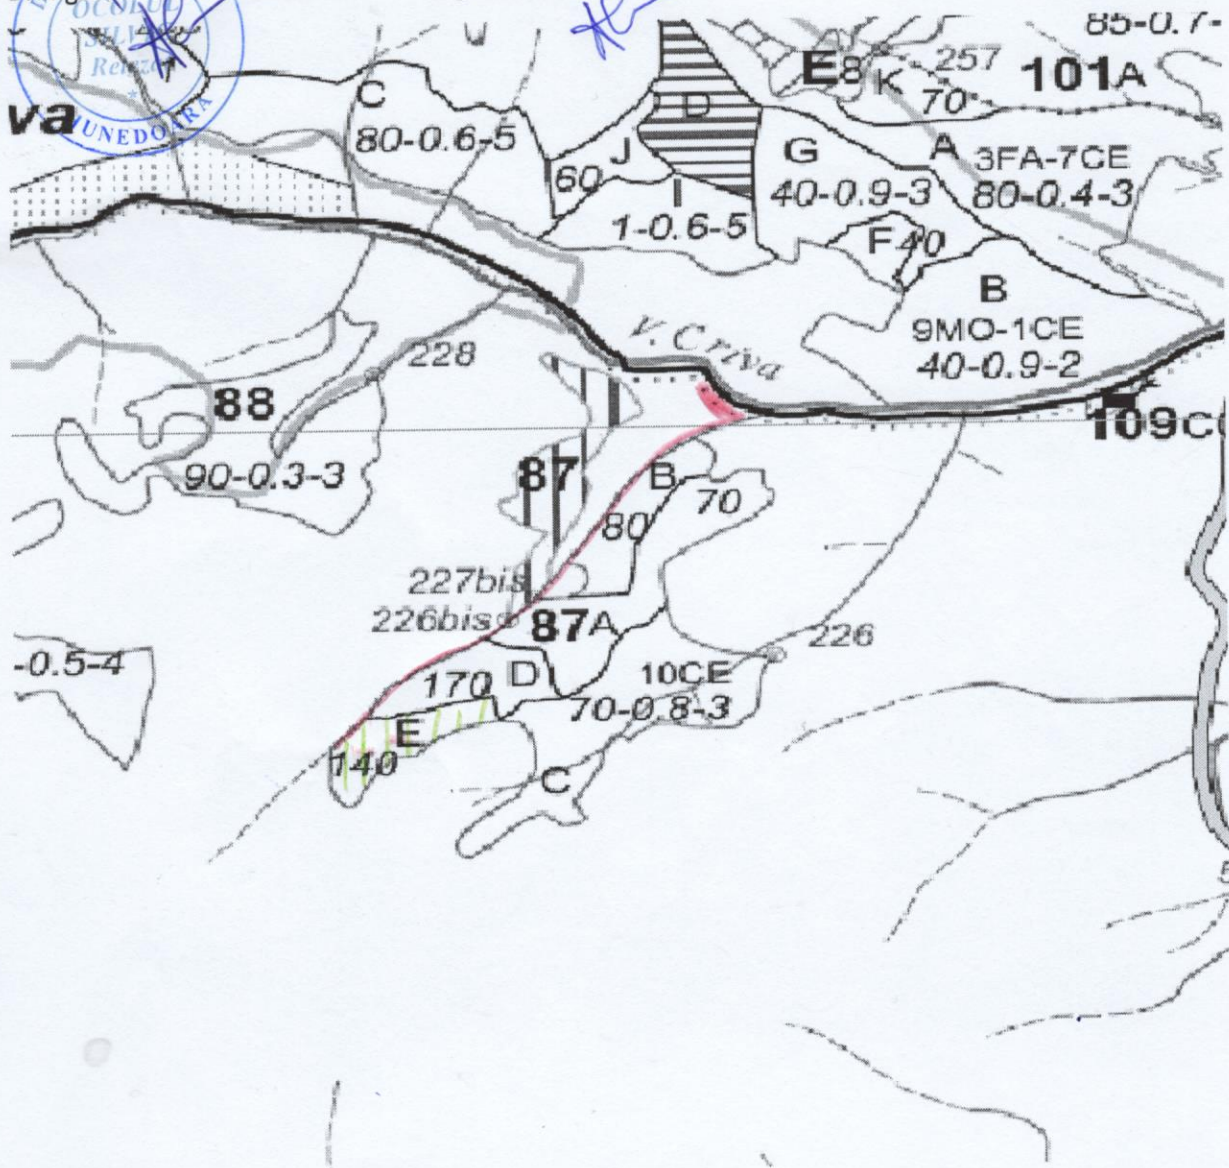 OCOLUL
SILV
Retezat
HUNEDOARA
va
C
80-0.6-5
J
60
D
I
1-0.6-5
G
40-0.9-3
F40
E8
K
257
70
101A
85-0.7-
A
3FA-7CE
80-0.4-3
B
9MO-1CE
40-0.9-2
V. Criva
228
88
90-0.3-3
87
B
80
70
109C
227bis
226bis
87A
226
-0.5-4
D
170
10CE
70-0.8-3
E
140
C